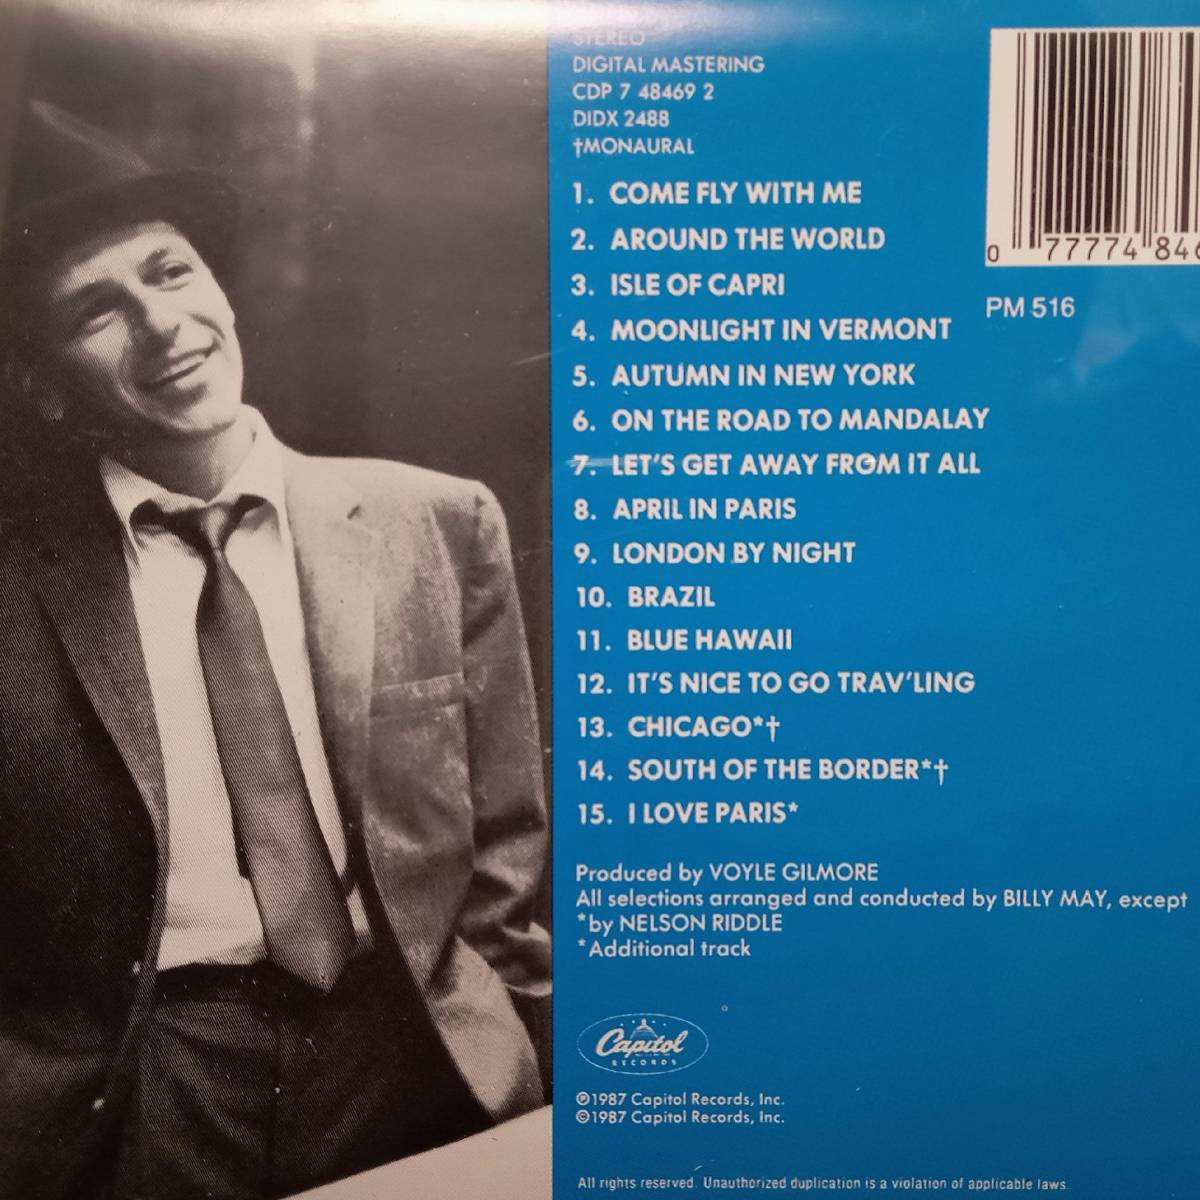 STEREO
DIGITAL MASTERING
CDP 7 48469 2
DIDX 2488
†MONAURAL
1. COME FLY WITH ME
2. AROUND THE WORLD
3. ISLE OF CAPRI
4. MOONLIGHT IN VERMONT
5. AUTUMN IN NEW YORK
6. ON THE ROAD TO MANDALAY
7. LET'S GET AWAY FROM IT ALL
8. APRIL IN PARIS
9. LONDON BY NIGHT
10. BRAZIL
11. BLUE HAWAII
12. IT'S NICE TO GO TRAV'LING
13. CHICAGO*†
14. SOUTH OF THE BORDER*†
15. I LOVE PARIS*
0 77774 846
PM 516
Produced by VOYLE GILMORE
All selections arranged and conducted by BILLY MAY, except
*by NELSON RIDDLE
*Additional track
Capitol
RECORDS
℗1987 Capitol Records, Inc.
©1987 Capitol Records, Inc.
All rights reserved. Unauthorized duplication is a violation of applicable laws.